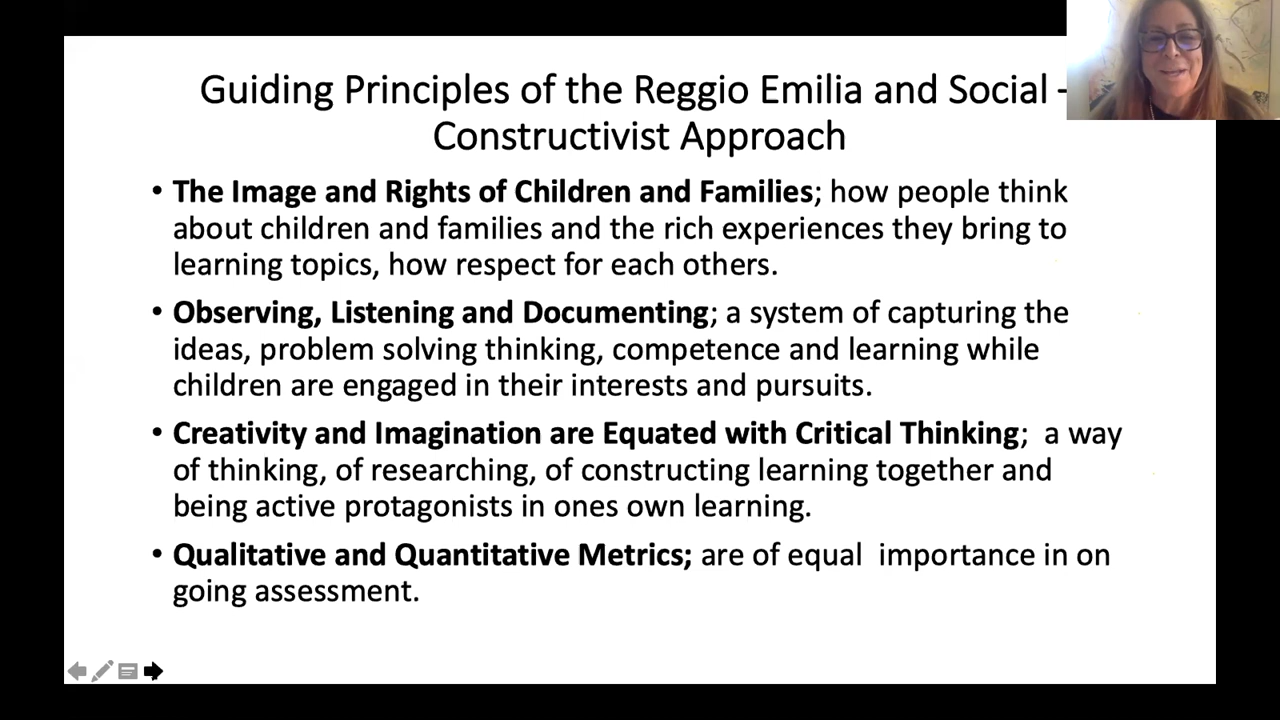 Guiding Principles of the Reggio Emilia and Social -
Constructivist Approach
• The Image and Rights of Children and Families; how people think
about children and families and the rich experiences they bring to
learning topics, how respect for each others.
• Observing, Listening and Documenting; a system of capturing the
ideas, problem solving thinking, competence and learning while
children are engaged in their interests and pursuits.
• Creativity and Imagination are Equated with Critical Thinking;  a way
of thinking, of researching, of constructing learning together and
being active protagonists in ones own learning.
• Qualitative and Quantitative Metrics; are of equal  importance in on
going assessment.